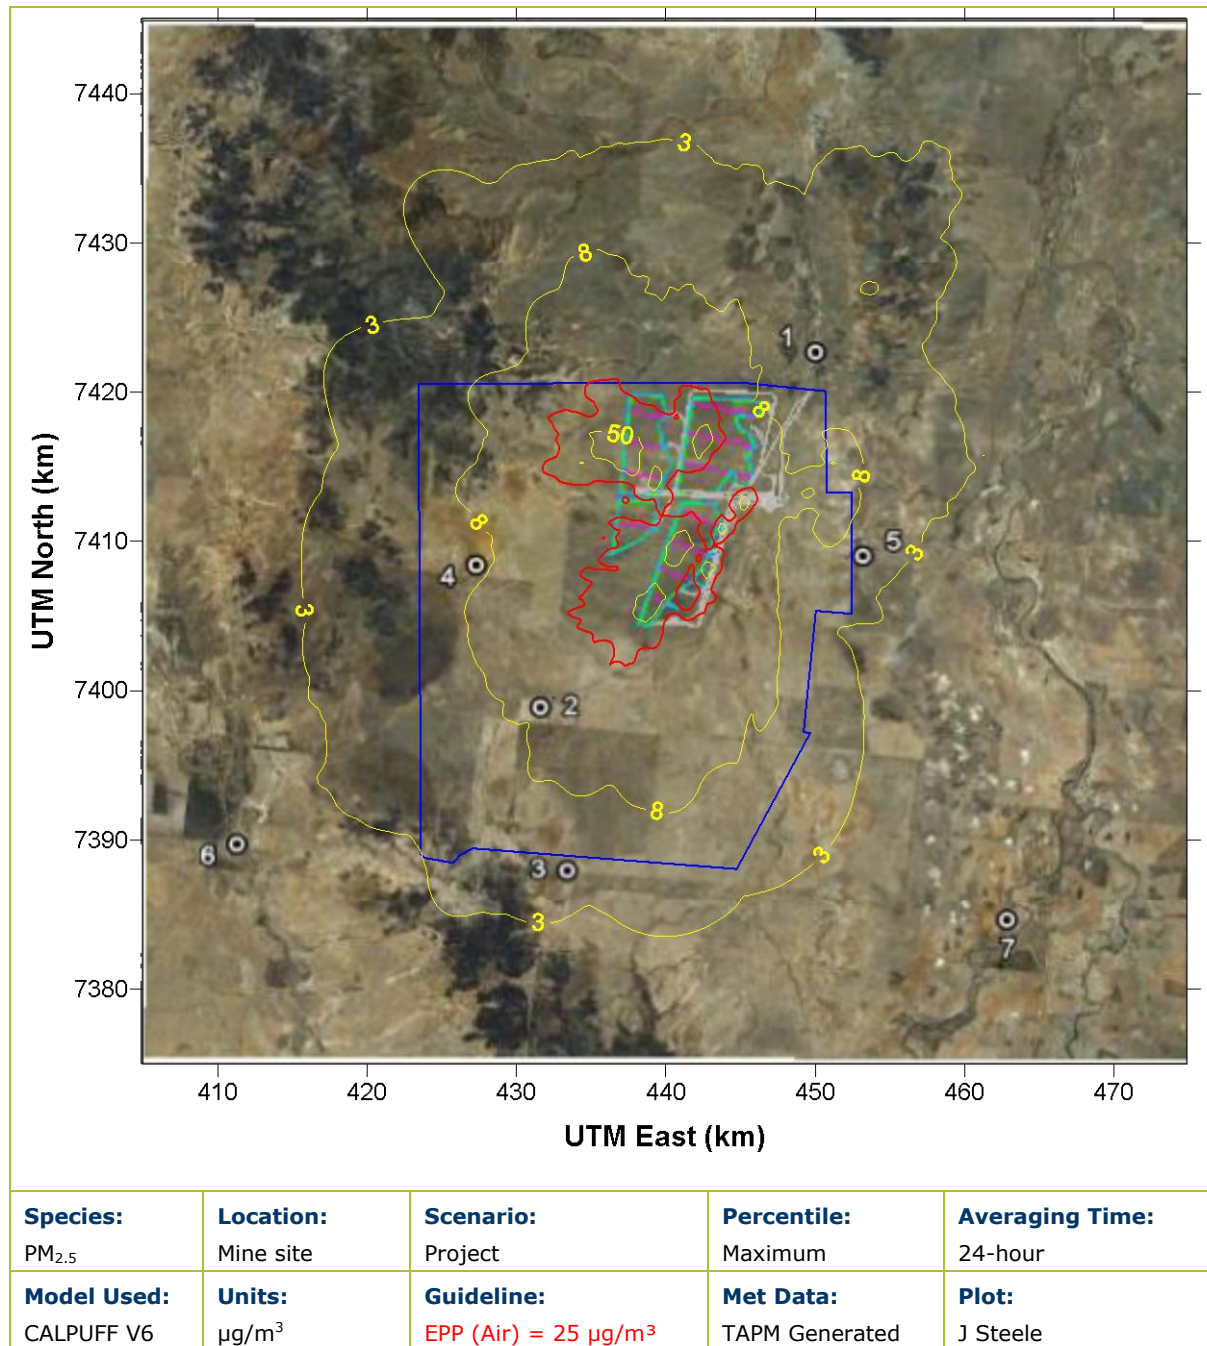 7440
7430
7420
7410
7400
7390
7380
UTM North (km)
3
8
3
1
8
50
8
8
5
3
4
3
2
8
3
6
3
3
7
410
420
430
440
450
460
470
UTM East (km)
Species:
PM2.5
Location:
Mine site
Scenario:
Project
Percentile:
Maximum
Averaging Time:
24-hour
Model Used:
CALPUFF V6
Units:
µg/m³
Guideline:
EPP (Air) = 25 µg/m³
Met Data:
TAPM Generated
Plot:
J Steele